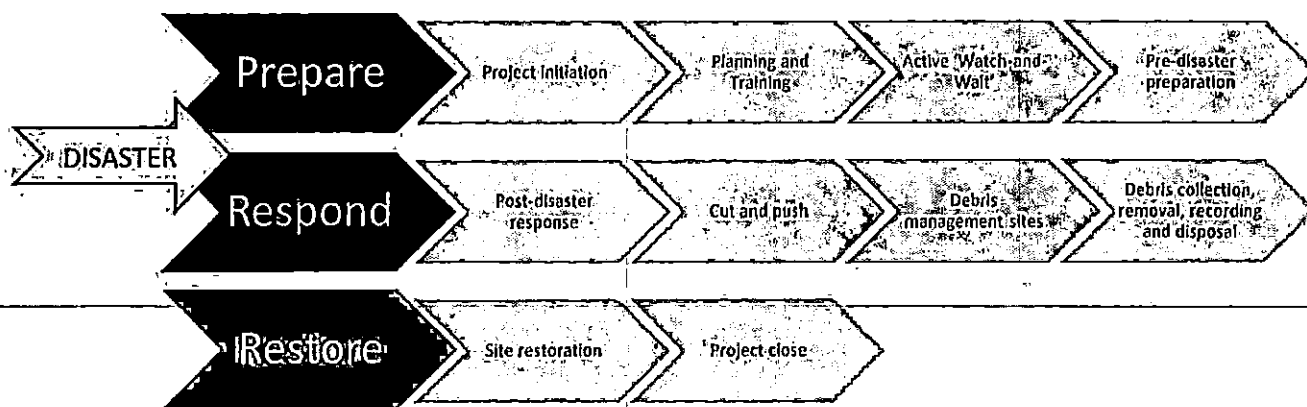 Prepare
Project initiation
Planning and
Training
Active 'Watch-and-
Wait'
Pre-disaster
preparation
DISASTER
Respond
Post-disaster
response
Cut and push
Debris
management sites
Debris collection,
removal, recording
and disposal
Restore
Site restoration
Project close